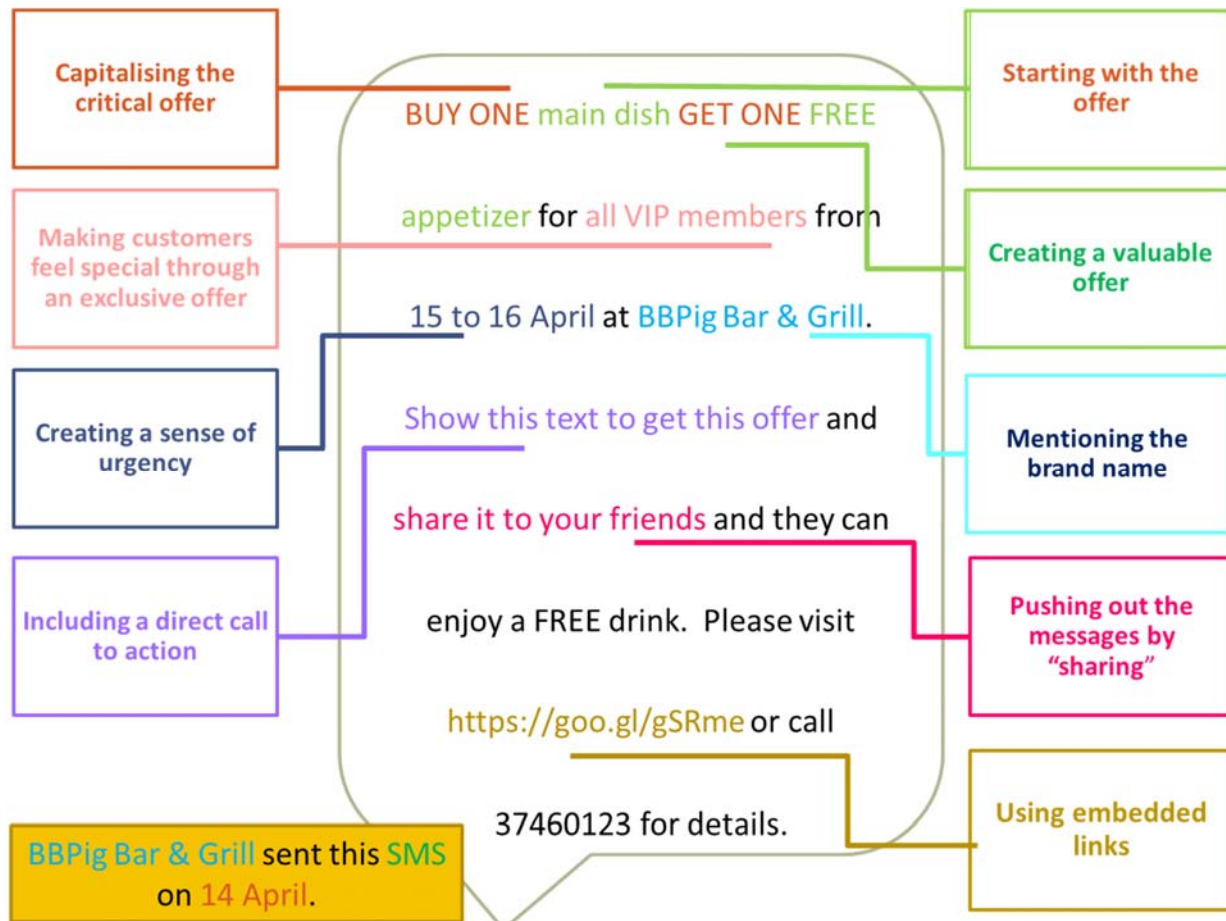 Capitalising the
critical offer
Making customers
feel special through
an exclusive offer
Creating a sense of
urgency
Including a direct call
to action
BUY ONE main dish GET ONE FREE
appetizer for all VIP members from
15 to 16 April at BBPig Bar & Grill.
Show this text to get this offer and
share it to your friends and they can
enjoy a FREE drink. Please visit
https://goo.gl/gSRme or call
37460123 for details.
Starting with the
offer
Creating a valuable
offer
Mentioning the
brand name
Pushing out the
messages by
“sharing”
Using embedded
links
BBPig Bar & Grill sent this SMS
on 14 April.